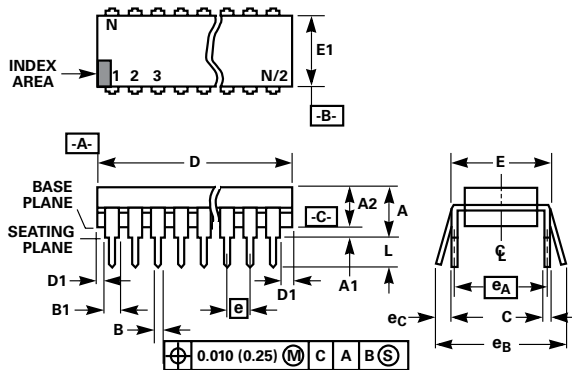 N
E1
INDEX
AREA
1 2 3 N/2
-B-
-A-
D
E
BASE
PLANE
-C-
A2 A
SEATING
PLANE
L
C
L
D1
A1
D1
B1
e
eA
B
eC
C
eB
0.010 (0.25) M C A B S